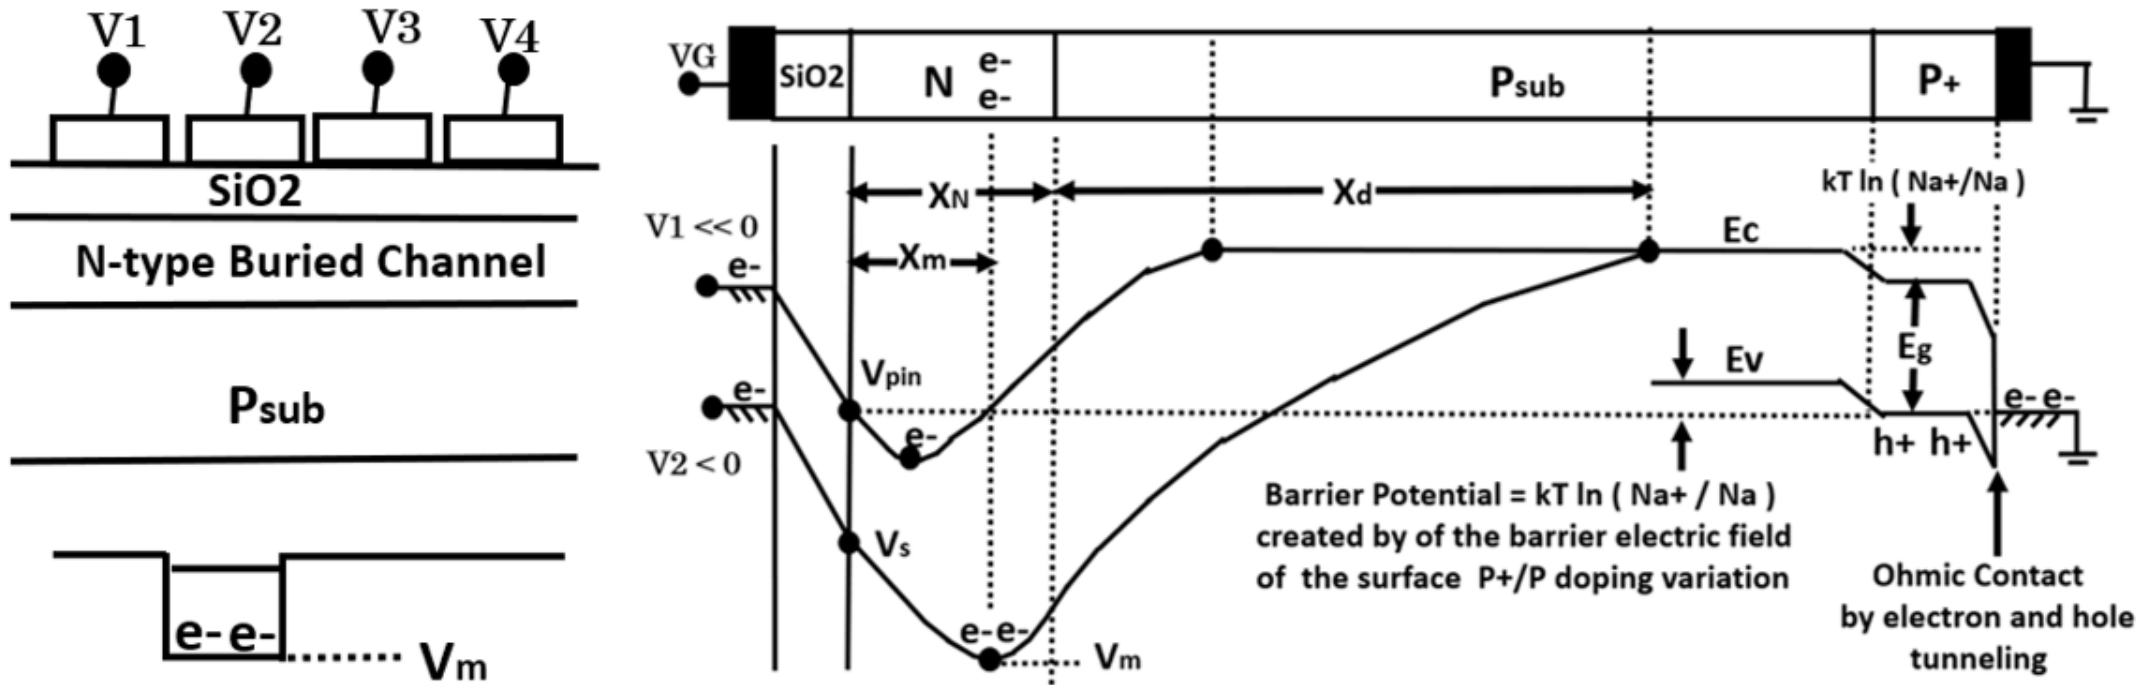 V1 V2 V3 V4
SiO2
N-type Buried Channel
Psub
e- e-
Vm
VG
SiO2
N
e-
e-
Psub
P+
XN
Xd
kT ln ( Na+/Na )
V1 << 0
e-
Xm
Ec
Vpin
e-
Ev
Eg
e-
e- e-
V2 < 0
h+ h+
Vs
Barrier Potential = kT ln ( Na+ / Na )
created by of the barrier electric field
of the surface P+/P doping variation
e- e-
Vm
Ohmic Contact
by electron and hole
tunneling